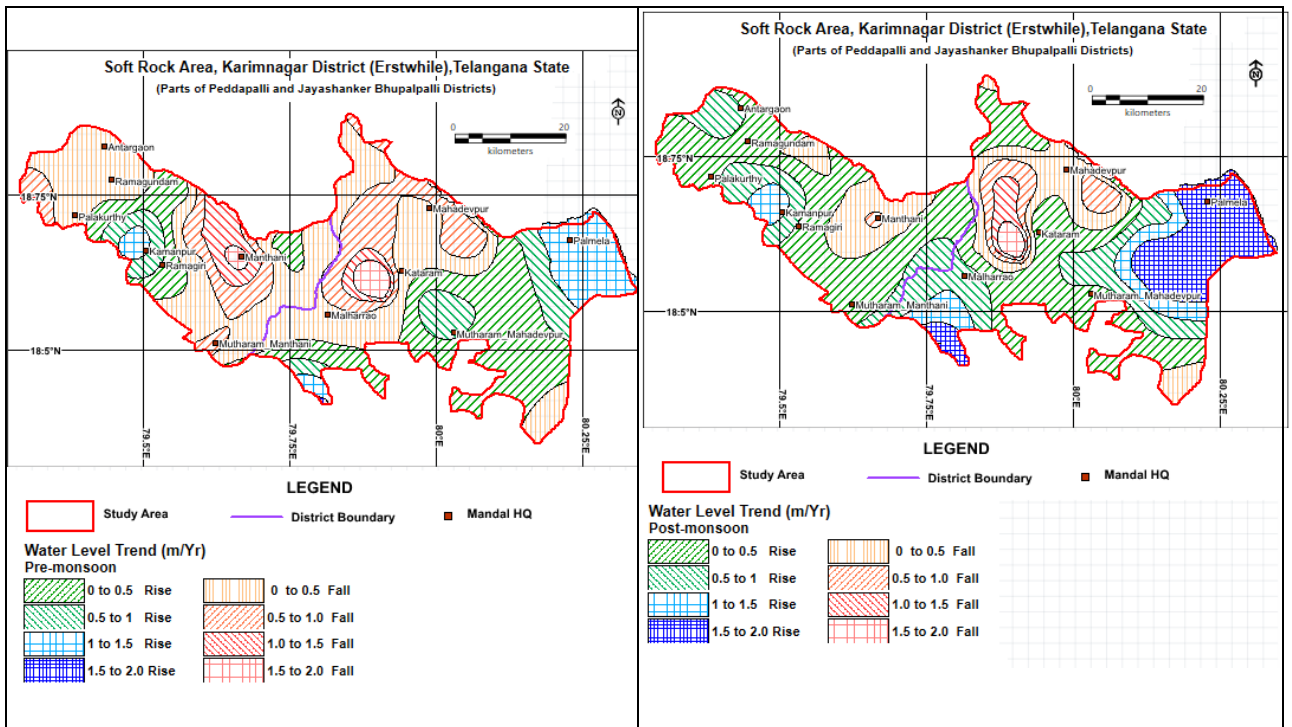 Soft Rock Area, Karimnagar District (Erstwhile),Telangana State
(Parts of Peddapalli and Jayashanker Bhupalpalli Districts)
N
0 20
kilometers
Antargaon
Ramagundam
18.75°N
Palakurthy
Mahadevpur
Kamanpur
Palmela
Manthani
Ramagiri
Kataram
Malharrao
Mutharam_Mahadevpur
Mutharam_Manthani
18.5°N
79.5°E
79.75°E
80°E
80.25°E
LEGEND
Study Area
District Boundary
Mandal HQ
Water Level Trend (m/Yr)
Pre-monsoon
0 to 0.5 Rise
0 to 0.5 Fall
0.5 to 1 Rise
0.5 to 1.0 Fall
1 to 1.5 Rise
1.0 to 1.5 Fall
1.5 to 2.0 Rise
1.5 to 2.0 Fall
Soft Rock Area, Karimnagar District (Erstwhile),Telangana State
(Parts of Peddapalli and Jayashanker Bhupalpalli Districts)
N
0 20
kilometers
Antargaon
Ramagundam
18.75°N
Mahadevpur
Palakurthy
Palmela
Kamanpur
Manthani
Ramagiri
Kataram
Malharrao
Mutharam_Mahadevpur
Mutharam_Manthani
18.5°N
79.5°E
79.75°E
80°E
80.25°E
LEGEND
Study Area
District Boundary
Mandal HQ
Water Level Trend (m/Yr)
Post-monsoon
0 to 0.5 Rise
0 to 0.5 Fall
0.5 to 1 Rise
0.5 to 1.0 Fall
1 to 1.5 Rise
1.0 to 1.5 Fall
1.5 to 2.0 Rise
1.5 to 2.0 Fall